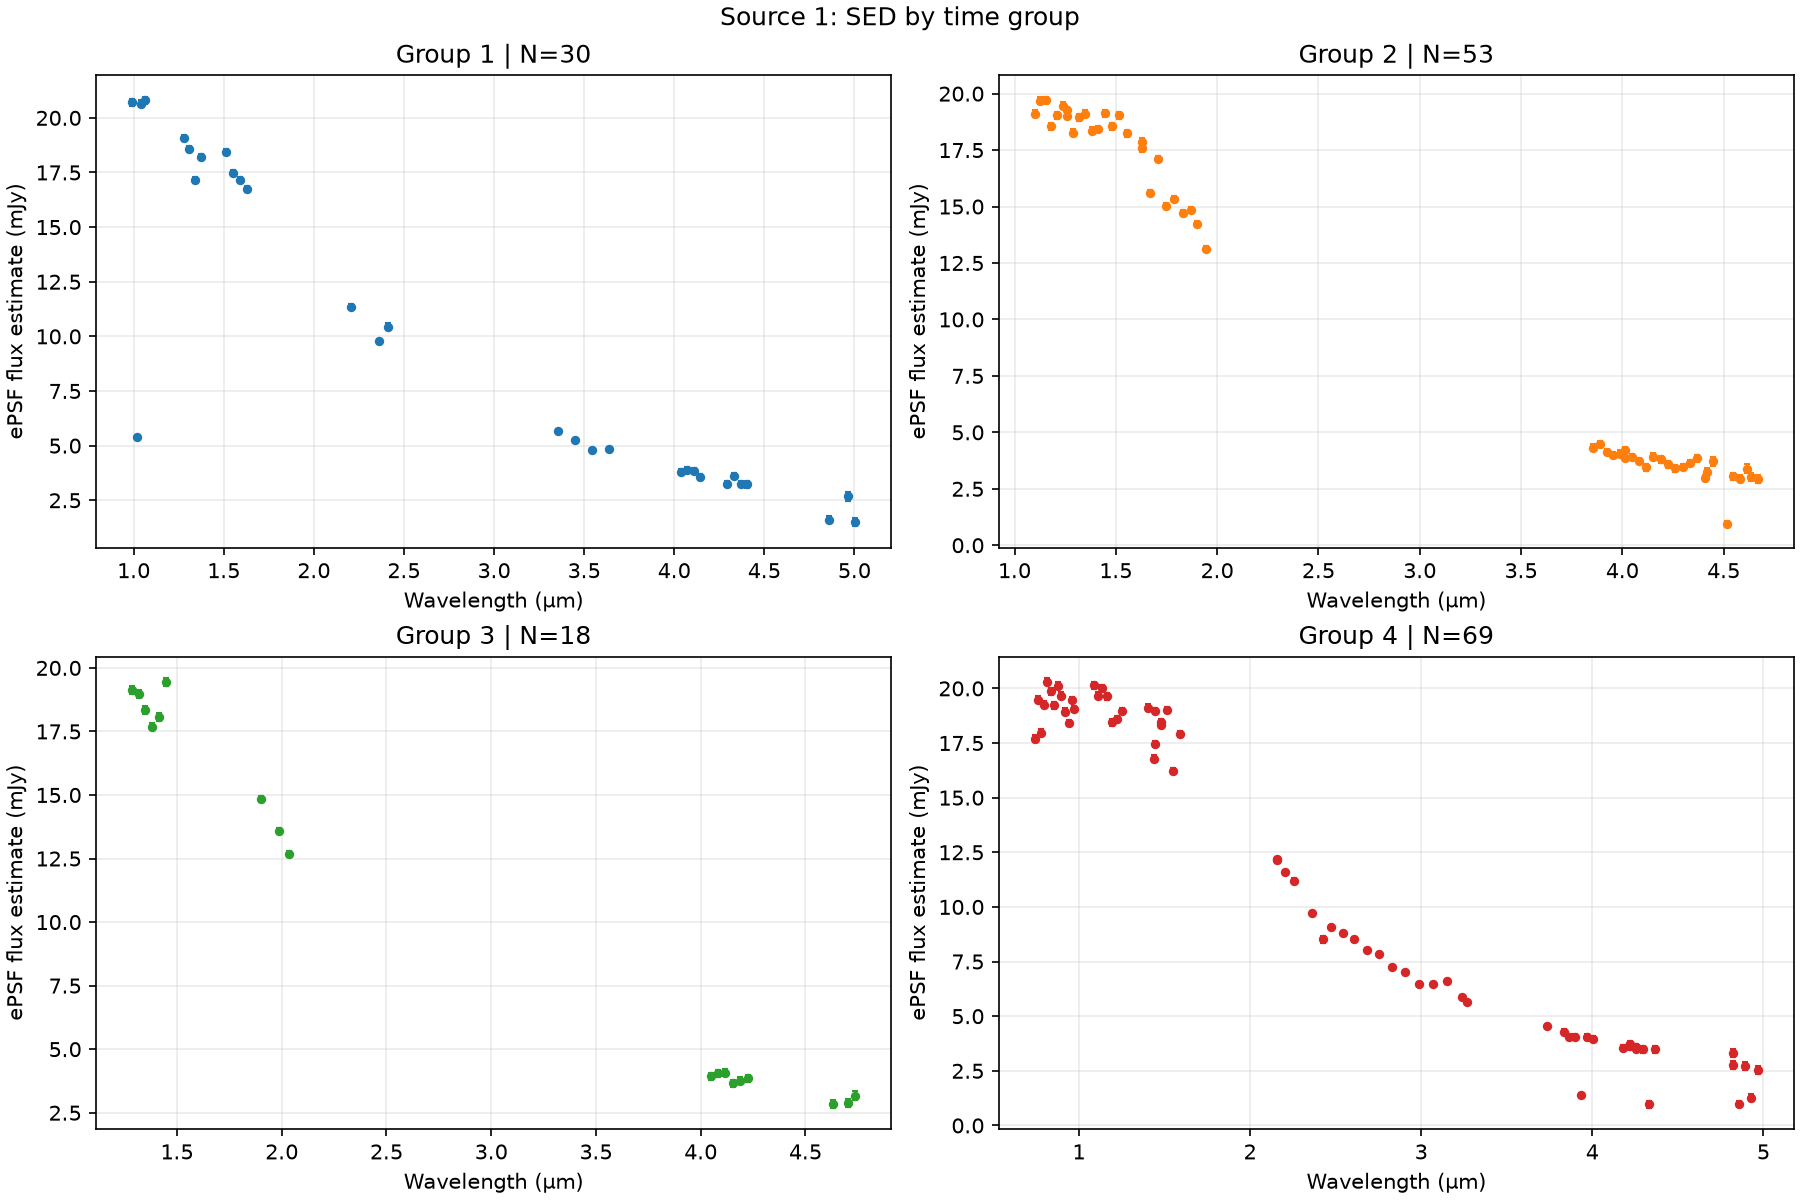 Source 1: SED by time group
Group 1 | N=30
20.0
17.5
15.0
12.5
10.0
7.5
5.0
2.5
ePSF flux estimate (mJy)
1.0 1.5 2.0 2.5 3.0 3.5 4.0 4.5 5.0
Wavelength (µm)
Group 2 | N=53
20.0
17.5
15.0
12.5
10.0
7.5
5.0
2.5
0.0
ePSF flux estimate (mJy)
1.0 1.5 2.0 2.5 3.0 3.5 4.0 4.5
Wavelength (µm)
Group 3 | N=18
20.0
17.5
15.0
12.5
10.0
7.5
5.0
2.5
ePSF flux estimate (mJy)
1.5 2.0 2.5 3.0 3.5 4.0 4.5
Wavelength (µm)
Group 4 | N=69
20.0
17.5
15.0
12.5
10.0
7.5
5.0
2.5
0.0
ePSF flux estimate (mJy)
1 2 3 4 5
Wavelength (µm)